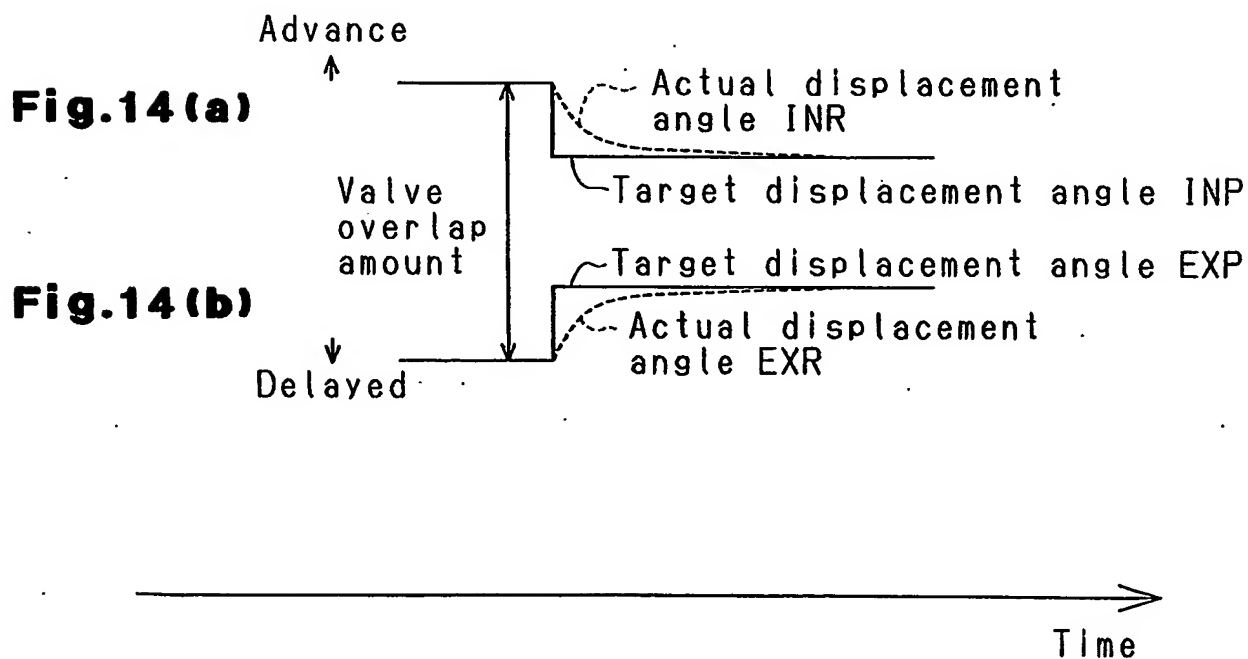 Advance
Fig.14(a)
Actual displacement
angle INR
Target displacement angle INP
Valve
overlap
amount
Target displacement angle EXP
Fig.14(b)
Actual displacement
angle EXR
Delayed
Time